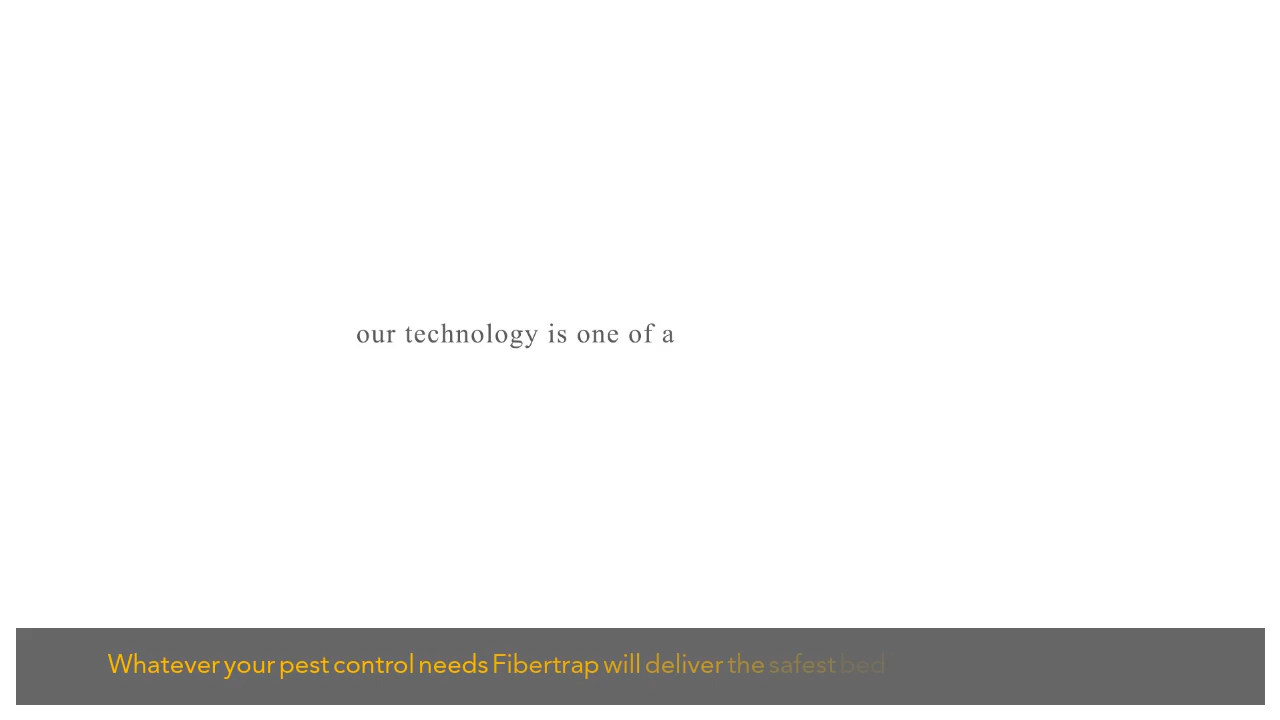 our technology is one of a
Whatever your pest control needs Fibertrap will deliver the safest bed